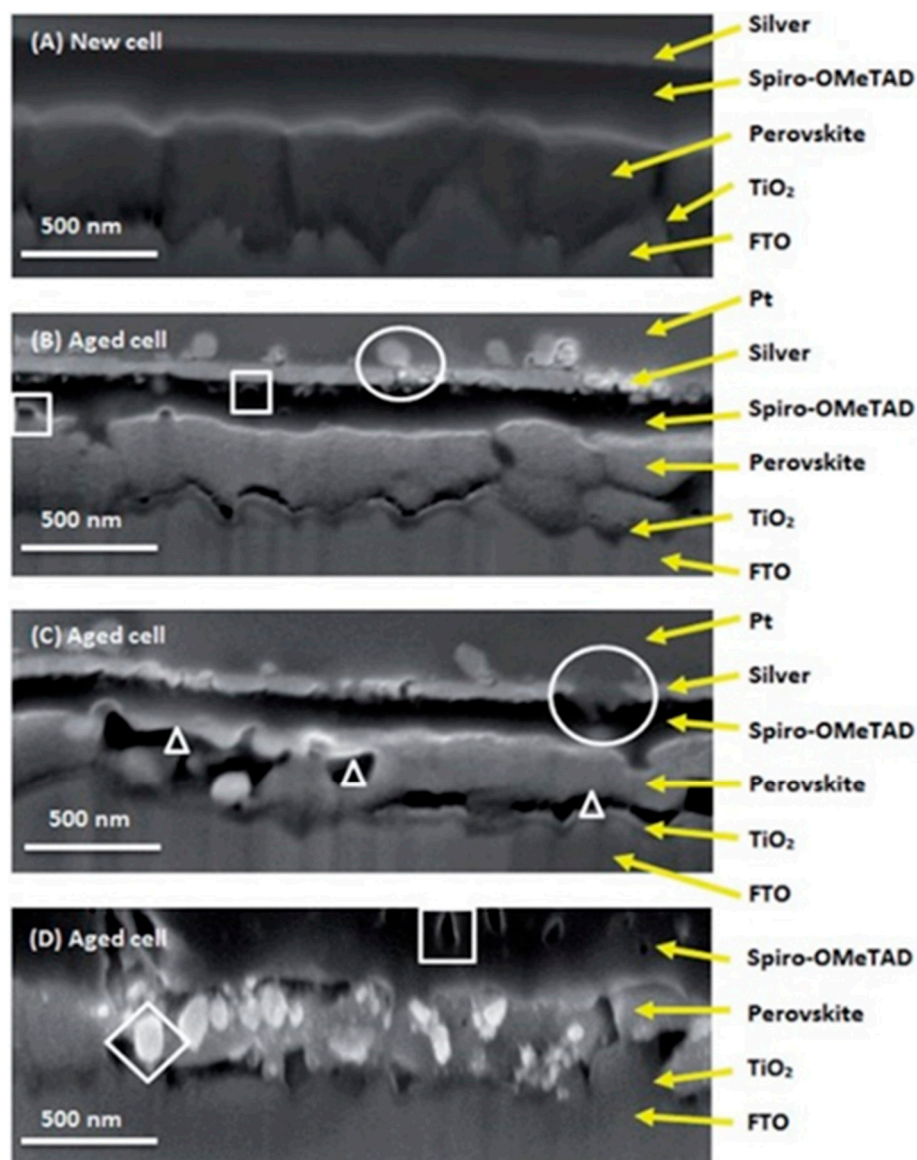 (A) New cell
Silver
Spiro-OMeTAD
Perovskite
TiO₂
FTO
500 nm
(B) Aged cell
Pt
Silver
Spiro-OMeTAD
Perovskite
TiO₂
FTO
500 nm
(C) Aged cell
Pt
Silver
Spiro-OMeTAD
Perovskite
TiO₂
FTO
500 nm
(D) Aged cell
Spiro-OMeTAD
Perovskite
TiO₂
FTO
500 nm